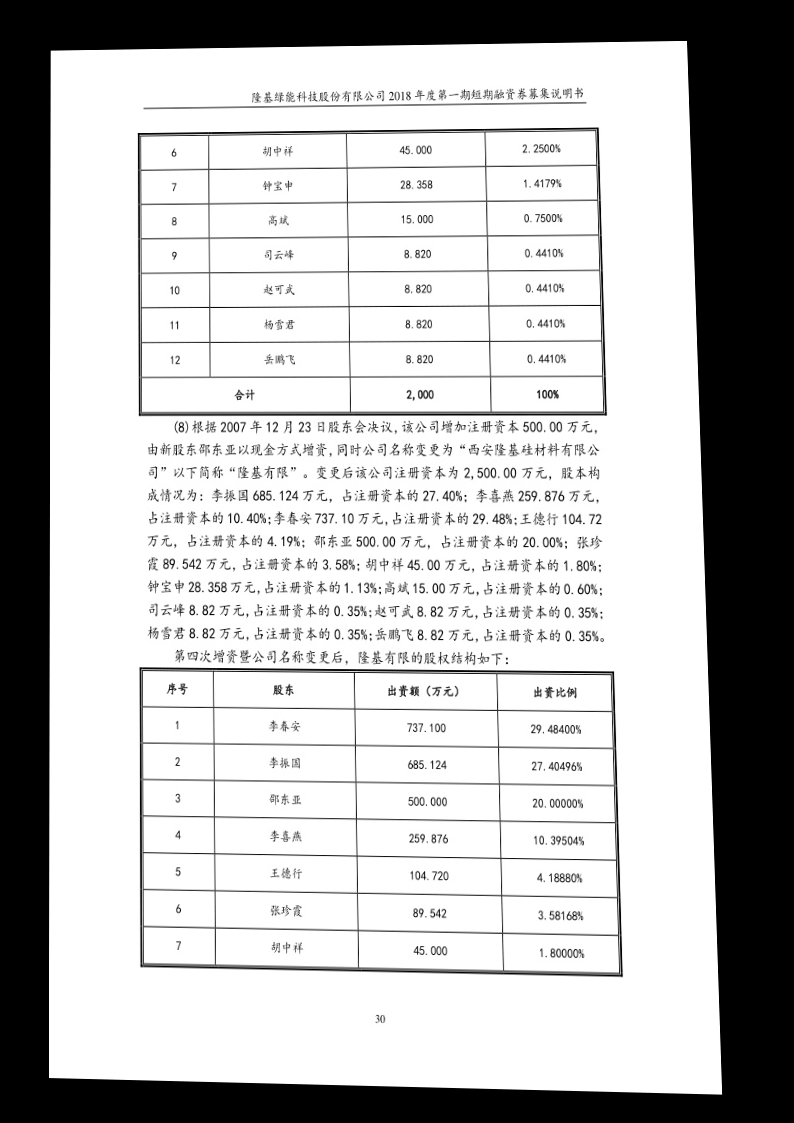 隆基绿能科技股份有限公司 2018 年度第一期短期融资券募集说明书
6 胡中祥 45.000 2.2500%
7 钟宝申 28.358 1.4179%
8 高斌 15.000 0.7500%
9 司云峰 8.820 0.4410%
10 赵可武 8.820 0.4410%
11 杨雪君 8.820 0.4410%
12 岳鹏飞 8.820 0.4410%
合计 2,000 100%
(8)根据 2007 年 12 月 23 日股东会决议，该公司增加注册资本 500.00 万元，
由新股东邵东亚以现金方式增资，同时公司名称变更为“西安隆基硅材料有限公
司”以下简称“隆基有限”。变更后该公司注册资本为 2,500.00 万元，股本构
成情况为：李振国 685.124 万元，占注册资本的 27.40%；李喜燕 259.876 万元，
占注册资本的 10.40%；李春安 737.10 万元，占注册资本的 29.48%；王德行 104.72
万元，占注册资本的 4.19%；邵东亚 500.00 万元，占注册资本的 20.00%；张珍
霞 89.542 万元，占注册资本的 3.58%；胡中祥 45.00 万元，占注册资本的 1.80%；
钟宝申 28.358 万元，占注册资本的 1.13%；高斌 15.00 万元，占注册资本的 0.60%；
司云峰 8.82 万元，占注册资本的 0.35%；赵可武 8.82 万元，占注册资本的 0.35%；
杨雪君 8.82 万元，占注册资本的 0.35%；岳鹏飞 8.82 万元，占注册资本的 0.35%。
第四次增资暨公司名称变更后，隆基有限的股权结构如下：
序号 股东 出资额（万元） 出资比例
1 李春安 737.100 29.48400%
2 李振国 685.124 27.40496%
3 邵东亚 500.000 20.00000%
4 李喜燕 259.876 10.39504%
5 王德行 104.720 4.18880%
6 张珍霞 89.542 3.58168%
7 胡中祥 45.000 1.80000%
30